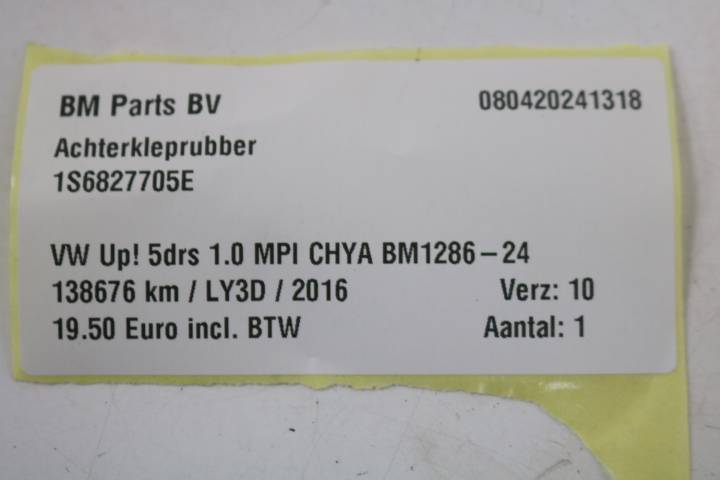 BM Parts BV 080420241318
Achterkleprubber
1S6827705E
VW Up! 5drs 1.0 MPI CHYA BM1286-24
138676 km / LY3D / 2016 Verz: 10
19.50 Euro incl. BTW Aantal: 1